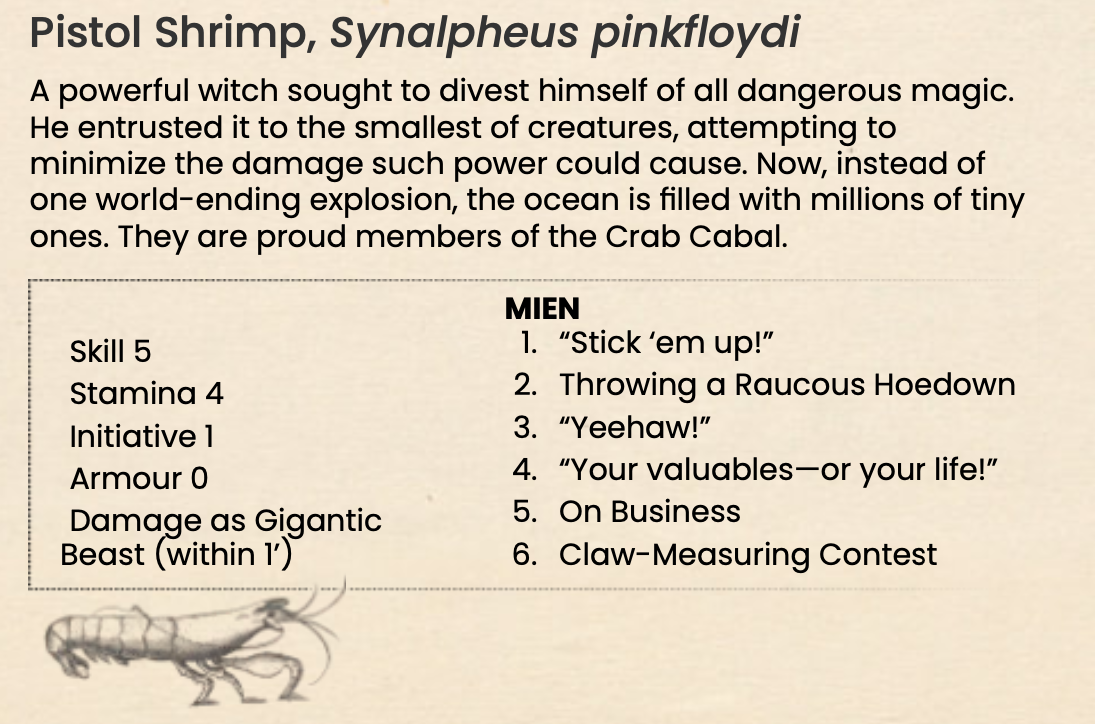 Pistol Shrimp, Synalpheus pinkfloydi
A powerful witch sought to divest himself of all dangerous magic.
He entrusted it to the smallest of creatures, attempting to
minimize the damage such power could cause. Now, instead of
one world-ending explosion, the ocean is filled with millions of tiny
ones. They are proud members of the Crab Cabal.
Skill 5
Stamina 4
Initiative 1
Armour 0
Damage as Gigantic
Beast (within 1’)
MIEN
1. “Stick ‘em up!”
2. Throwing a Raucous Hoedown
3. “Yeehaw!”
4. “Your valuables—or your life!”
5. On Business
6. Claw-Measuring Contest